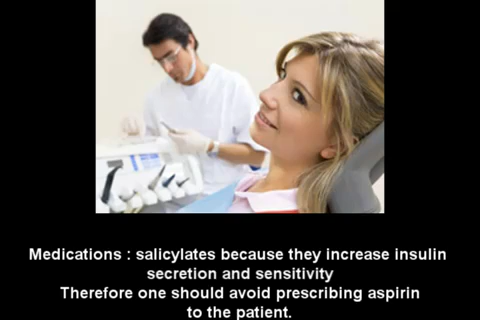 Medications : salicylates because they increase insulin
secretion and sensitivity
Therefore one should avoid prescribing aspirin
to the patient.